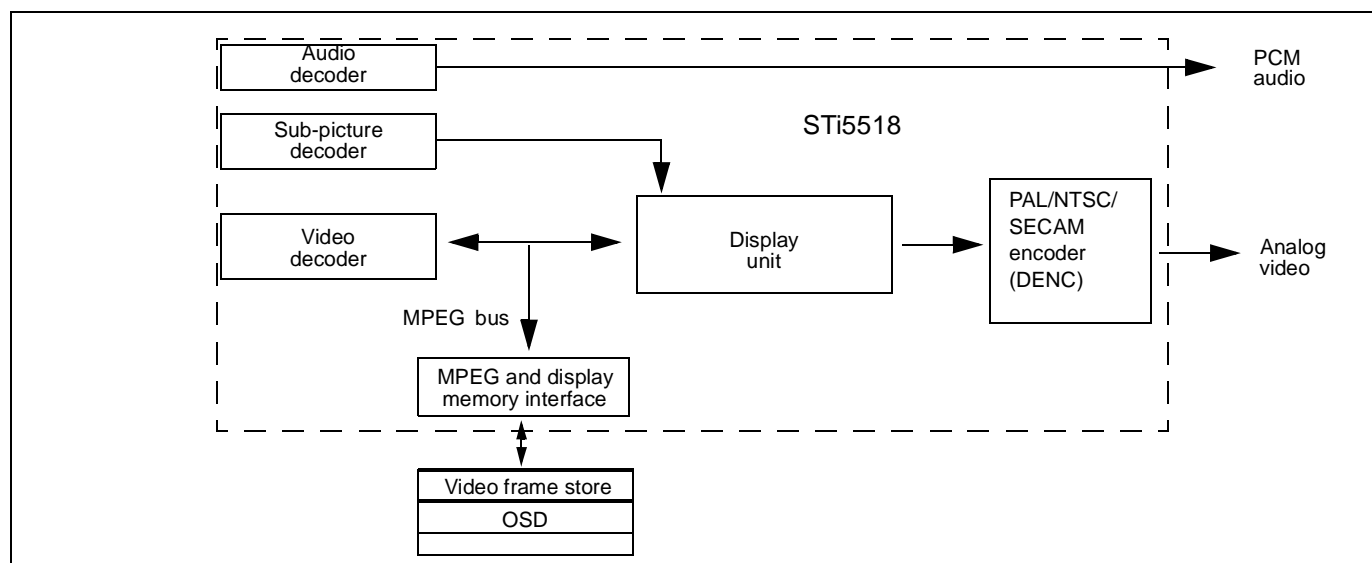 Audio
decoder
PCM
audio
STi5518
Sub-picture
decoder
Video
decoder
Display
unit
PAL/NTSC/
SECAM
encoder
(DENC)
Analog
video
MPEG bus
MPEG and display
memory interface
Video frame store
OSD